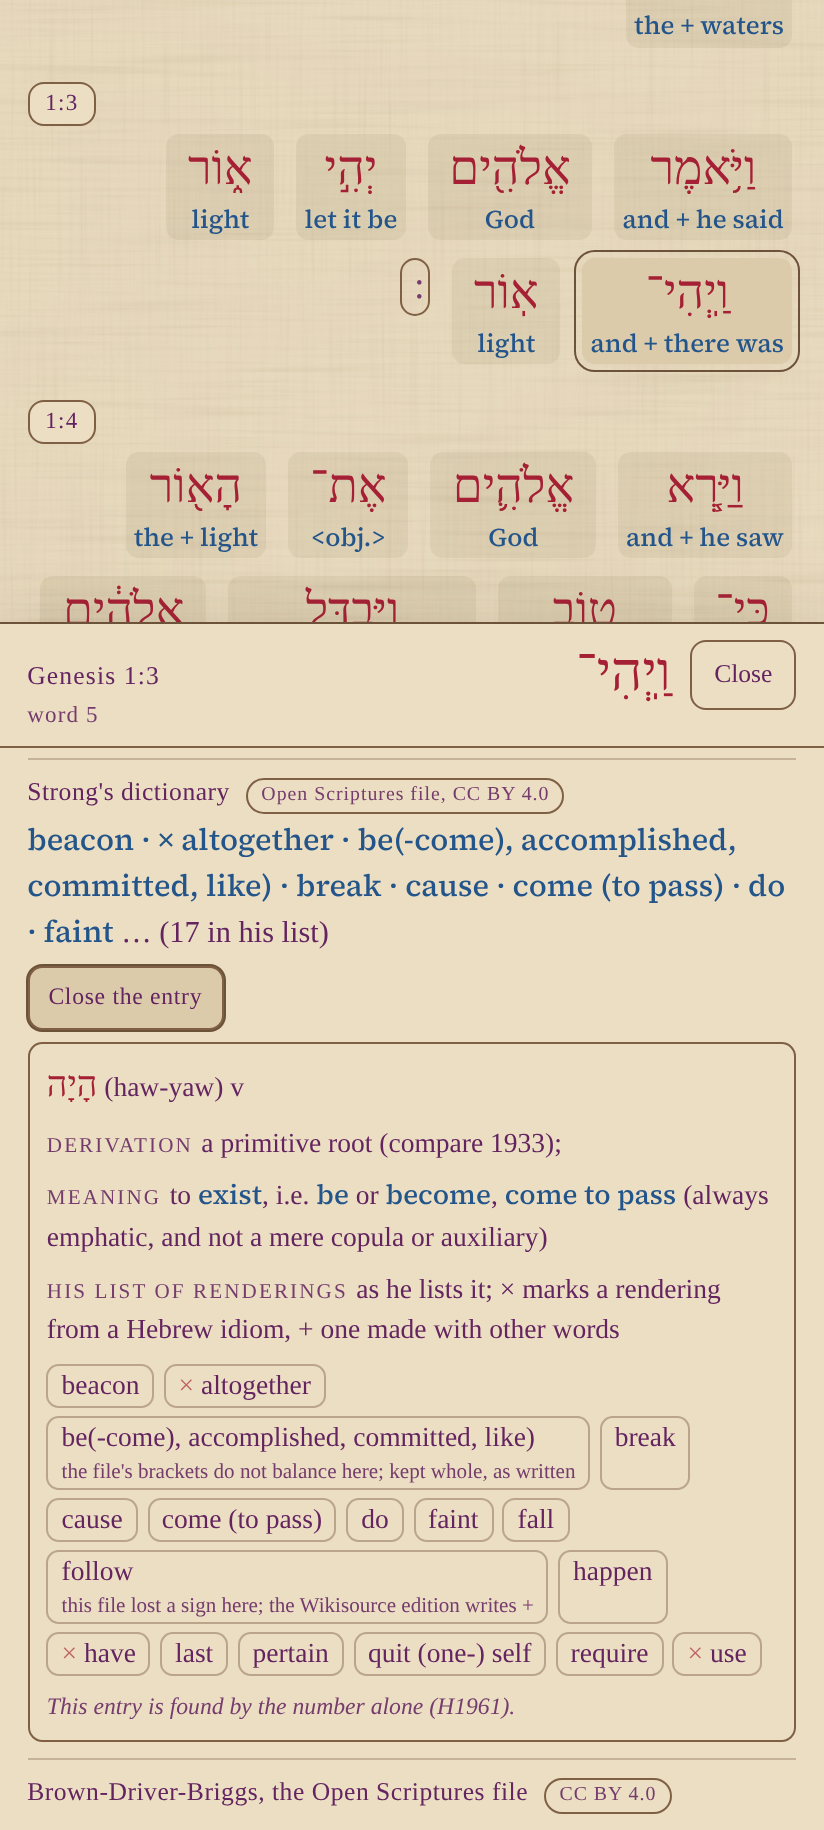 the + waters
1:3
וַיֹּ֥אמֶר אֱלֹהִ֖ים יְהִ֣י א֑וֹר
and + he said God let it be light
וַֽיְהִי־ אֽוֹר ׃
and + there was light
1:4
וַיַּ֧רְא אֱלֹהִ֛ים אֶת־ הָא֖וֹר
and + he saw God <obj.> the + light
Genesis 1:3
וַֽיְהִי־
Close
word 5
Strong's dictionary Open Scriptures file, CC BY 4.0
beacon · × altogether · be(-come), accomplished,
committed, like) · break · cause · come (to pass) · do
· faint … (17 in his list)
Close the entry
הָיָה (haw-yaw) v
DERIVATION a primitive root (compare 1933);
MEANING to exist, i.e. be or become, come to pass (always
emphatic, and not a mere copula or auxiliary)
HIS LIST OF RENDERINGS as he lists it; × marks a rendering
from a Hebrew idiom, + one made with other words
beacon × altogether
be(-come), accomplished, committed, like) break
the file's brackets do not balance here; kept whole, as written
cause come (to pass) do faint fall
follow happen
this file lost a sign here; the Wikisource edition writes +
× have last pertain quit (one-) self require × use
This entry is found by the number alone (H1961).
Brown-Driver-Briggs, the Open Scriptures file CC BY 4.0